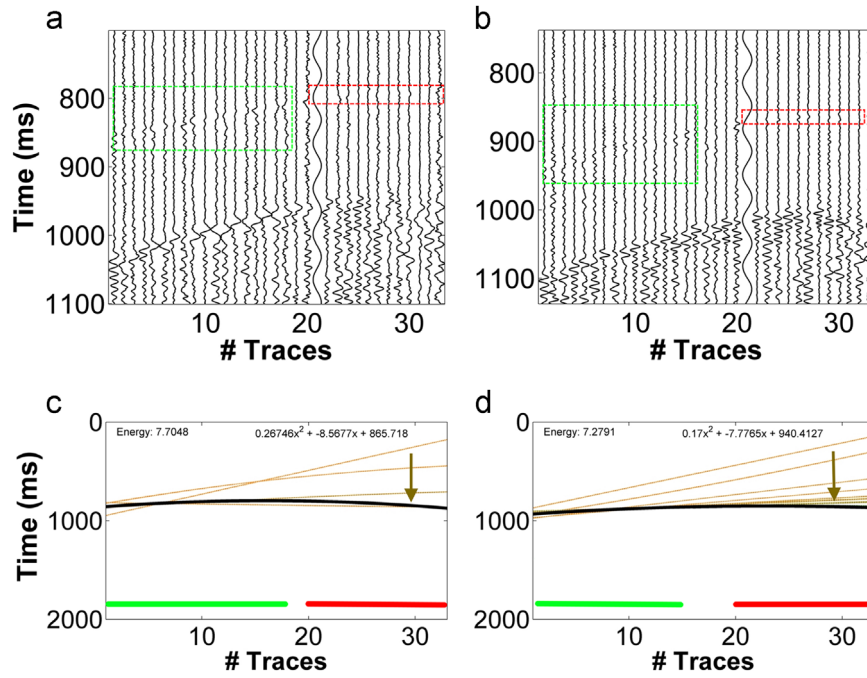 a
800
900
1000
1100
10
20
30
Time (ms)
# Traces
b
800
900
1000
1100
10
20
30
# Traces
c
0
1000
2000
10
20
30
Energy: 7.7048
0.26746x² + -8.5677x + 865.718
Time (ms)
# Traces
d
0
1000
2000
10
20
30
Energy: 7.2791
0.17x² + -7.7765x + 940.4127
# Traces